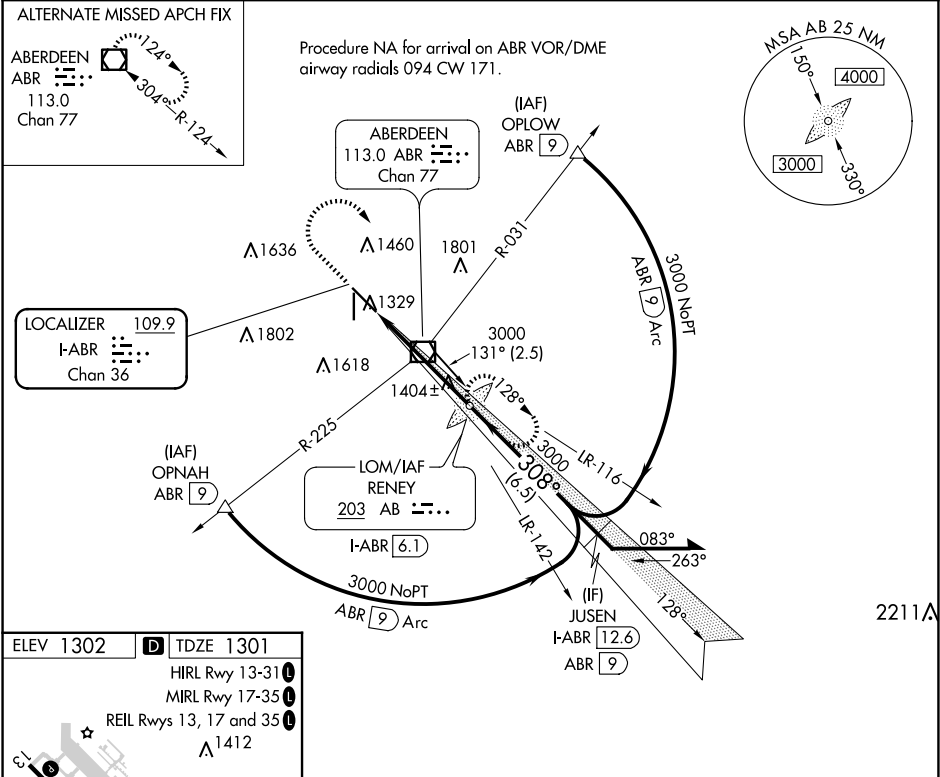 ALTERNATE MISSED APCH FIX
ABERDEEN
ABR
113.0
Chan 77
124°
304°
R-124
Procedure NA for arrival on ABR VOR/DME
airway radials 094 CW 171.
MSA AB 25 NM
150°
4000
3000
330°
(IAF)
OPLOW
ABR 9
ABERDEEN
113.0 ABR
Chan 77
R-031
3000 NoPT
ABR 9 Arc
1636
1460
1801
1329
LOCALIZER 109.9
I-ABR
Chan 36
1802
1618
3000
131° (2.5)
1404±
128°
R-225
3000
308°
(6.5)
LR-116
(IAF)
OPNAH
ABR 9
LOM/IAF
RENEY
203 AB
I-ABR 6.1
LR-142
083°
263°
3000 NoPT
ABR 9 Arc
(IF)
JUSEN
I-ABR 12.6
ABR 9
128°
2211
ELEV 1302 D TDZE 1301
HIRL Rwy 13-31 L
MIRL Rwy 17-35 L
REIL Rwys 13, 17 and 35 L
1412
13
P